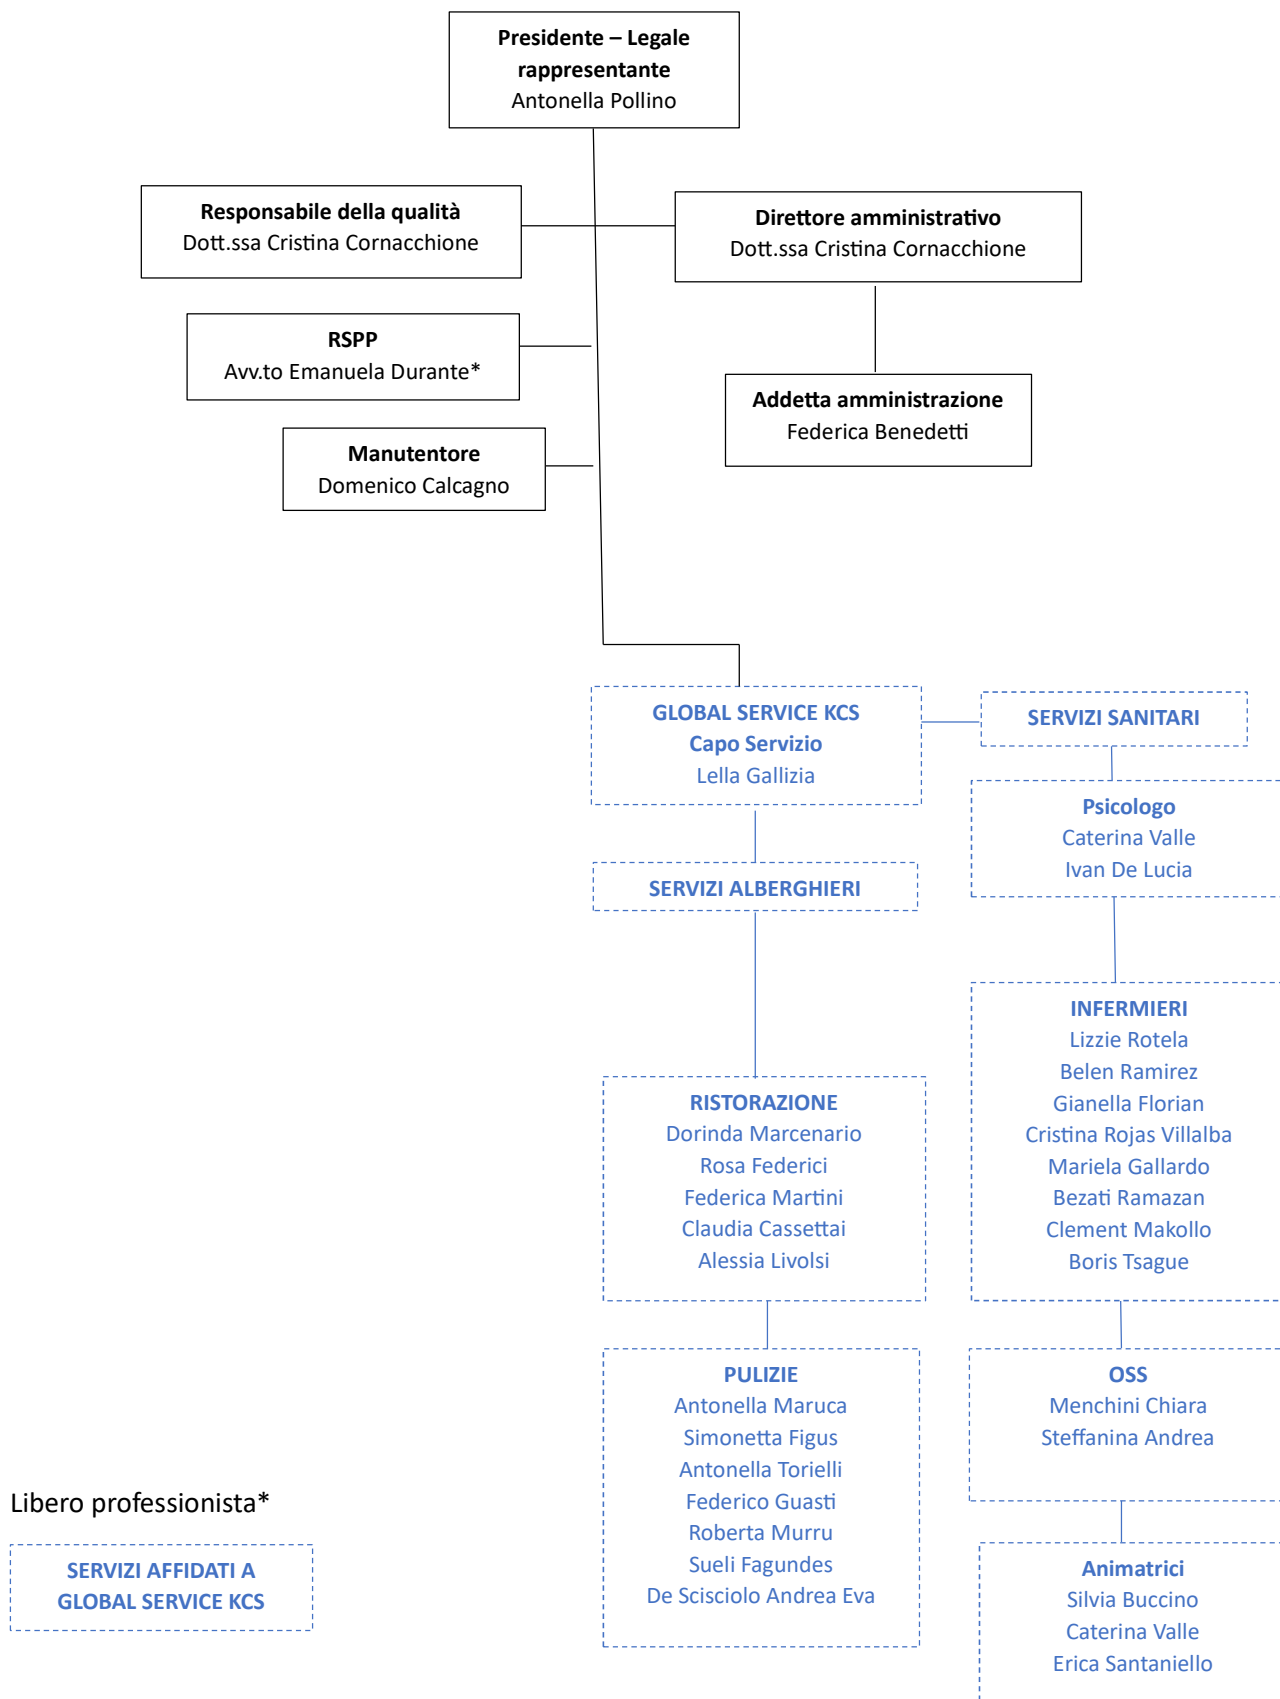 Presidente – Legale
rappresentante
Antonella Pollino
Responsabile della qualità
Dott.ssa Cristina Cornacchione
Direttore amministrativo
Dott.ssa Cristina Cornacchione
RSPP
Avv.to Emanuela Durante*
Addetta amministrazione
Federica Benedetti
Manutentore
Domenico Calcagno
GLOBAL SERVICE KCS
Capo Servizio
Lella Gallizia
SERVIZI SANITARI
Psicologo
Caterina Valle
Ivan De Lucia
SERVIZI ALBERGHIERI
INFERMIERI
Lizzie Rotela
Belen Ramirez
Gianella Florian
Cristina Rojas Villalba
Mariela Gallardo
Bezati Ramazan
Clement Makollo
Boris Tsague
RISTORAZIONE
Dorinda Marcenario
Rosa Federici
Federica Martini
Claudia Cassettai
Alessia Livolsi
PULIZIE
Antonella Maruca
Simonetta Figus
Antonella Torielli
Federico Guasti
Roberta Murru
Sueli Fagundes
De Scisciolo Andrea Eva
OSS
Menchini Chiara
Steffanina Andrea
Animatrici
Silvia Buccino
Caterina Valle
Erica Santaniello
Libero professionista*
SERVIZI AFFIDATI A
GLOBAL SERVICE KCS